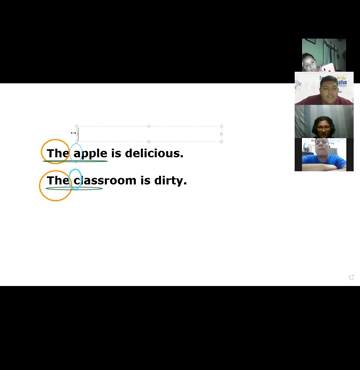 The apple is delicious.
The classroom is dirty.